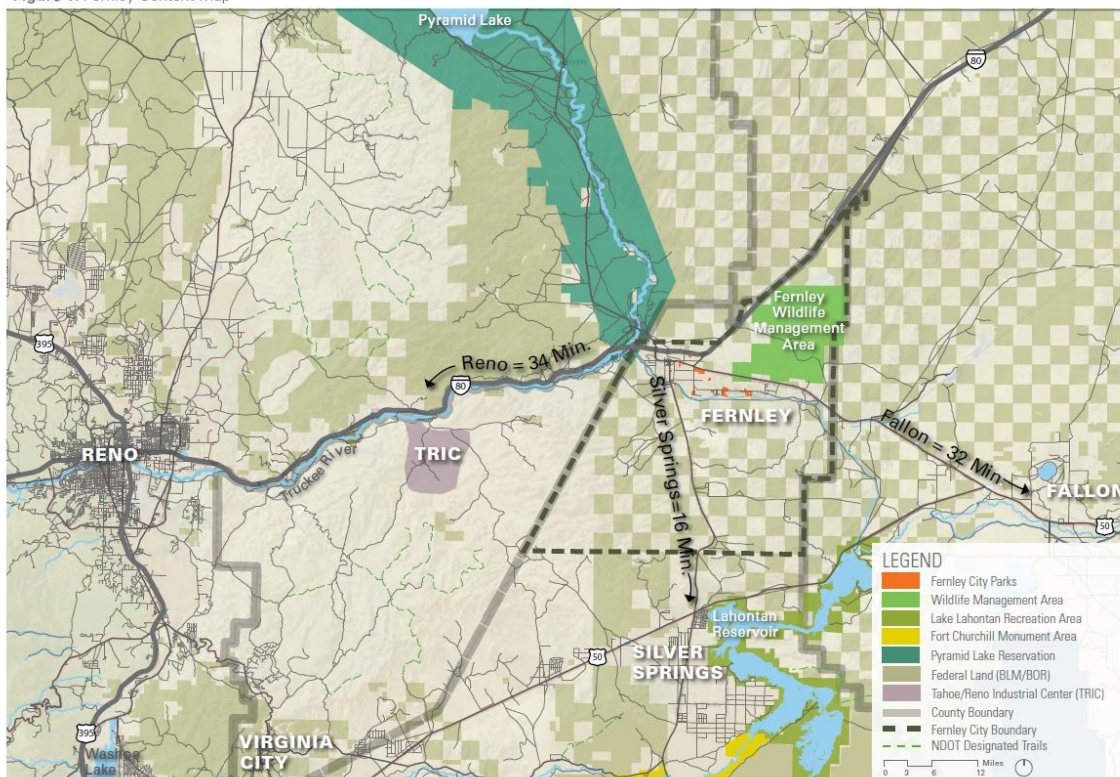 Pyramid Lake
80
Fernley
Wildlife
Management
Area
395
Reno = 34 Min.
80
Silver Springs=16 Min.
FERNLEY
RENO
TRIC
Truckee River
Fallon = 32 Min
FALLON
50
Lahontan
Reservoir
50
SILVER
SPRINGS
395
Washoe
Lake
VIRGINIA
CITY
LEGEND
Fernley City Parks
Wildlife Management Area
Lake Lahontan Recreation Area
Fort Churchill Monument Area
Pyramid Lake Reservation
Federal Land (BLM/BOR)
Tahoe/Reno Industrial Center (TRIC)
County Boundary
Fernley City Boundary
NDOT Designated Trails
Miles
0 3 6 12